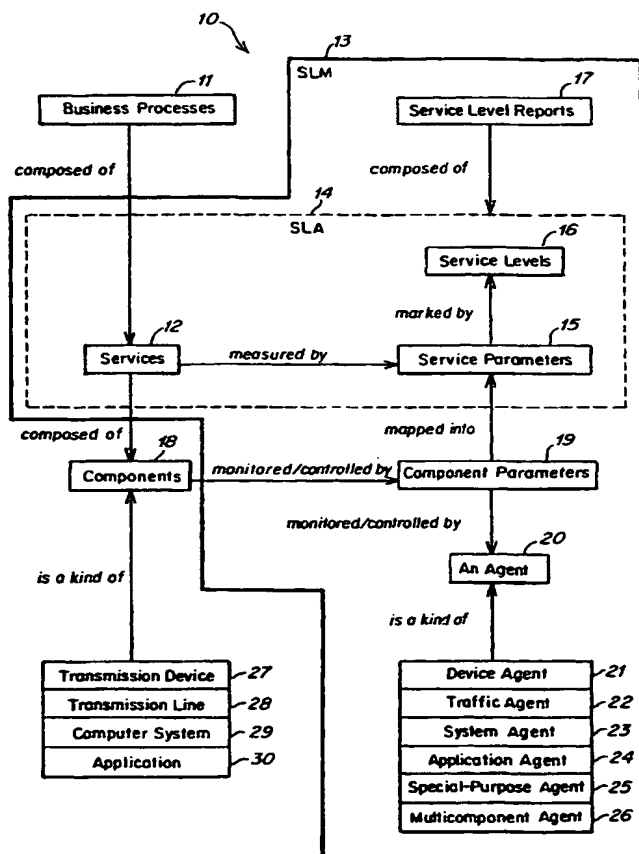 10
13
SLM
11
Business Processes
17
Service Level Reports
composed of
composed of
14
SLA
16
Service Levels
marked by
12
Services
measured by
15
Service Parameters
composed of
mapped into
18
Components
monitored/controlled by
19
Component Parameters
monitored/controlled by
20
An Agent
is a kind of
is a kind of
Transmission Device 27
Transmission Line 28
Computer System 29
Application 30
Device Agent 21
Traffic Agent 22
System Agent 23
Application Agent 24
Special-Purpose Agent 25
Multicomponent Agent 26